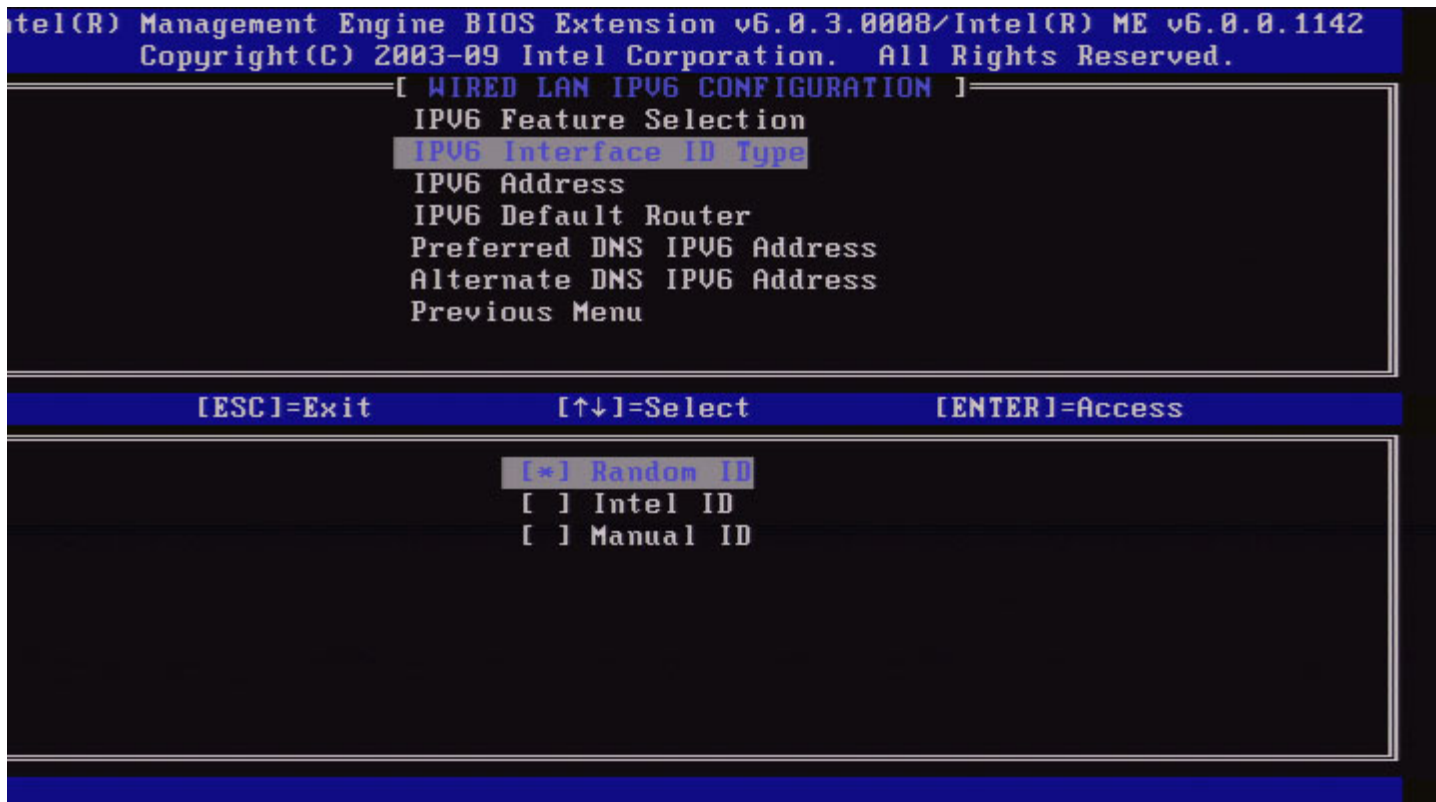 ntel(R) Management Engine BIOS Extension v6.0.3.0008/Intel(R) ME v6.0.0.1142
Copyright(C) 2003-09 Intel Corporation. All Rights Reserved.
[ WIRED LAN IPV6 CONFIGURATION ]
IPV6 Feature Selection
IPV6 Interface ID Type
IPV6 Address
IPV6 Default Router
Preferred DNS IPV6 Address
Alternate DNS IPV6 Address
Previous Menu
[ESC]=Exit [↑↓]=Select [ENTER]=Access
[*] Random ID
[ ] Intel ID
[ ] Manual ID